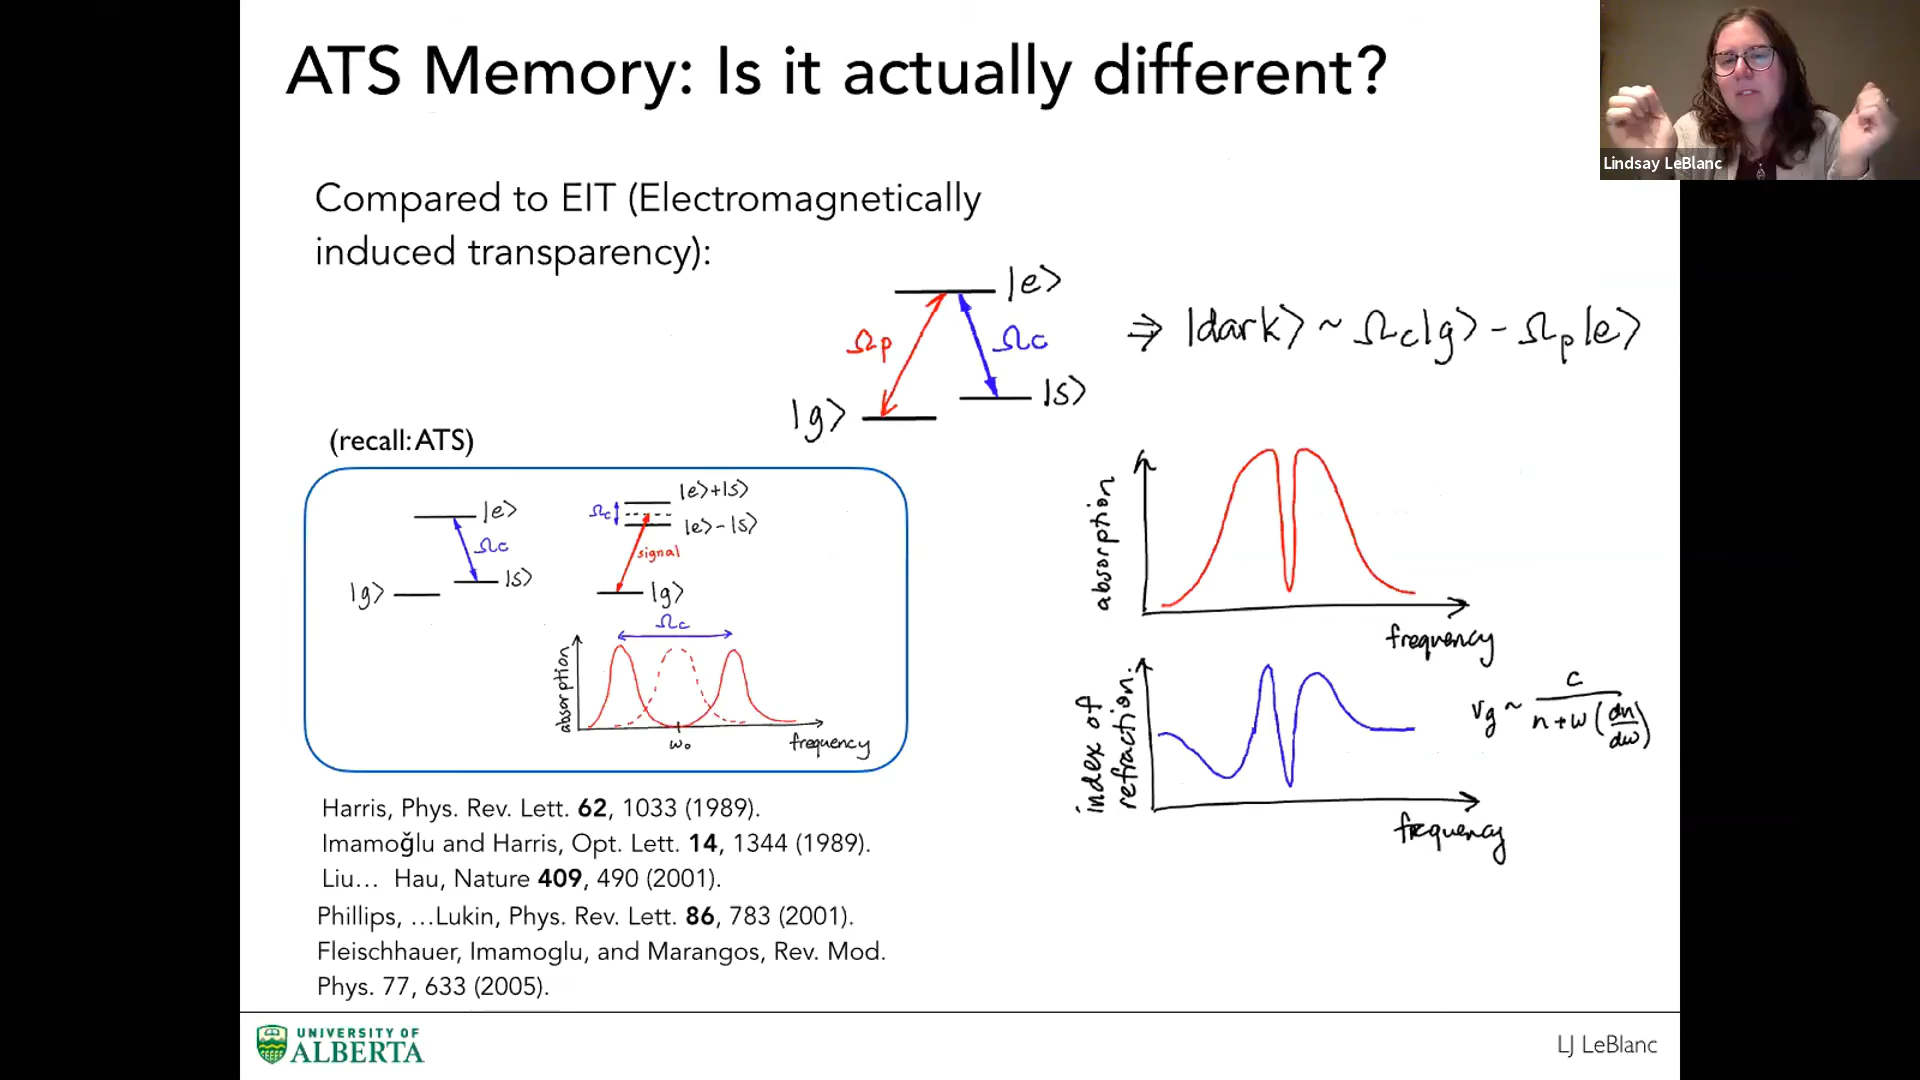 ATS Memory: Is it actually different?
Lindsay LeBlanc
Compared to EIT (Electromagnetically
induced transparency):
|e⟩
Ωp
Ωc
|g⟩
|s⟩
⇒ |dark⟩ ~ Ωc|g⟩ - Ωp|e⟩
(recall: ATS)
|e⟩
Ωc
|g⟩
|s⟩
|e⟩+|s⟩
Ωc
|e⟩-|s⟩
signal
|g⟩
Ωc
absorption
ω₀
frequency
absorption
frequency
index of
refraction.
frequency
vg ~ c / n + ω (dn/dω)
Harris, Phys. Rev. Lett. 62, 1033 (1989).
Imamoğlu and Harris, Opt. Lett. 14, 1344 (1989).
Liu… Hau, Nature 409, 490 (2001).
Phillips, …Lukin, Phys. Rev. Lett. 86, 783 (2001).
Fleischhauer, Imamoglu, and Marangos, Rev. Mod.
Phys. 77, 633 (2005).
UNIVERSITY OF
ALBERTA
LJ LeBlanc